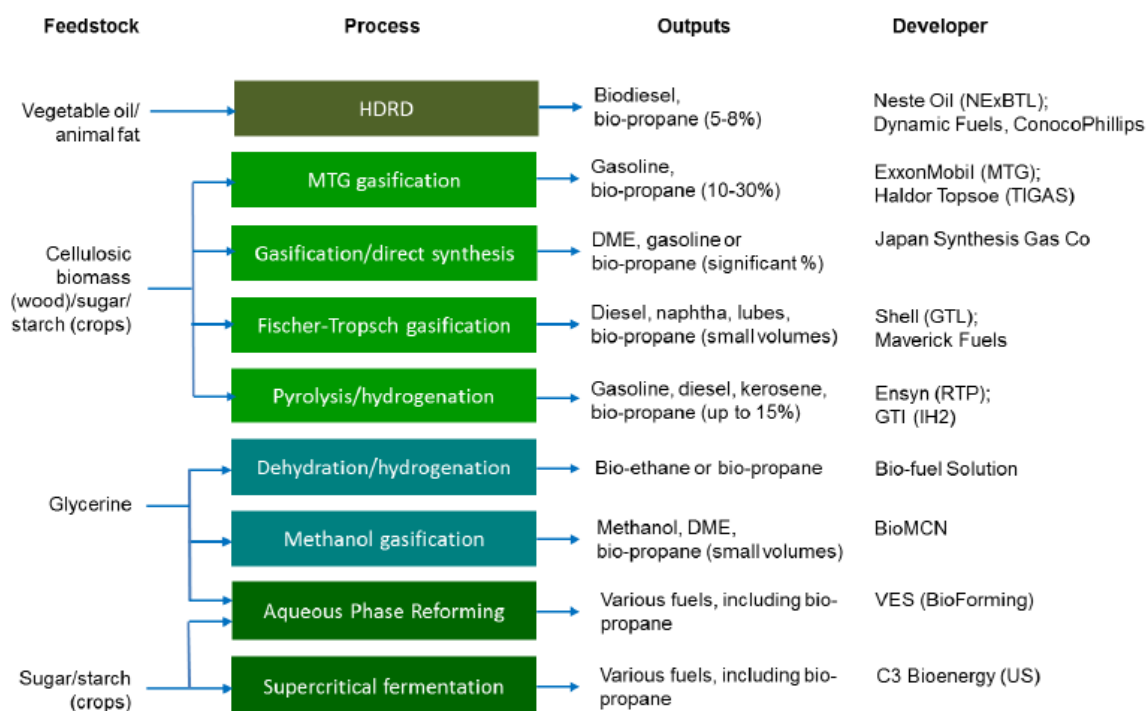 Feedstock Process Outputs Developer
Vegetable oil/
animal fat
HDRD
Biodiesel,
bio-propane (5-8%)
Neste Oil (NExBTL);
Dynamic Fuels, ConocoPhillips
Cellulosic
biomass
(wood)/sugar/
starch (crops)
MTG gasification
Gasoline,
bio-propane (10-30%)
ExxonMobil (MTG);
Haldor Topsoe (TIGAS)
Gasification/direct synthesis
DME, gasoline or
bio-propane (significant %)
Japan Synthesis Gas Co
Fischer-Tropsch gasification
Diesel, naphtha, lubes,
bio-propane (small volumes)
Shell (GTL);
Maverick Fuels
Pyrolysis/hydrogenation
Gasoline, diesel, kerosene,
bio-propane (up to 15%)
Ensyn (RTP);
GTI (IH2)
Glycerine
Dehydration/hydrogenation
Bio-ethane or bio-propane
Bio-fuel Solution
Methanol gasification
Methanol, DME,
bio-propane (small volumes)
BioMCN
Aqueous Phase Reforming
Various fuels, including bio-
propane
VES (BioForming)
Sugar/starch
(crops)
Supercritical fermentation
Various fuels, including bio-
propane
C3 Bioenergy (US)